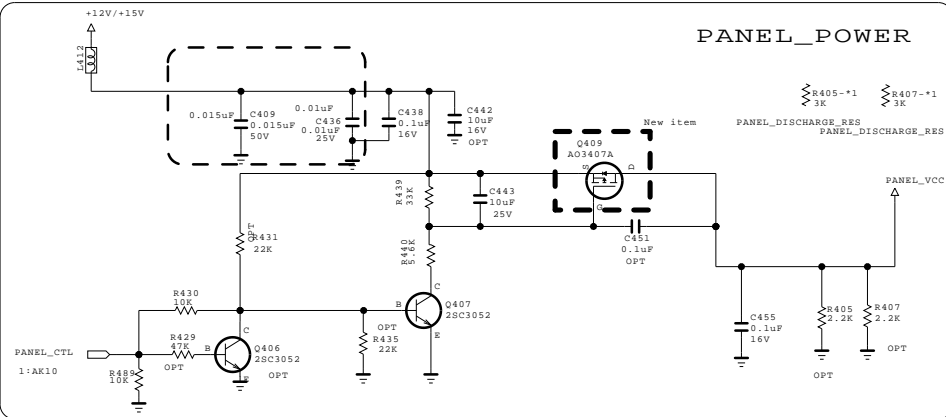 +12V/+15V
PANEL_POWER
L412
0.015uF
C409
0.015uF
50V
0.01uF
C436
0.01uF
25V
C438
0.1uF
16V
C442
10uF
16V
OPT
R405-*1
3K
PANEL_DISCHARGE_RES
R407-*1
3K
PANEL_DISCHARGE_RES
New item
Q409
AO3407A
S
D
G
PANEL_VCC
R439
33K
C443
10uF
25V
R440
5.6K
C451
0.1uF
OPT
OPT
R431
22K
R430
10K
R429
47K
OPT
B
C
E
Q406
2SC3052
OPT
PANEL_CTL
1:AK10
R489
10K
OPT
R435
22K
B
C
E
Q407
2SC3052
C455
0.1uF
16V
R405
2.2K
OPT
R407
2.2K
OPT